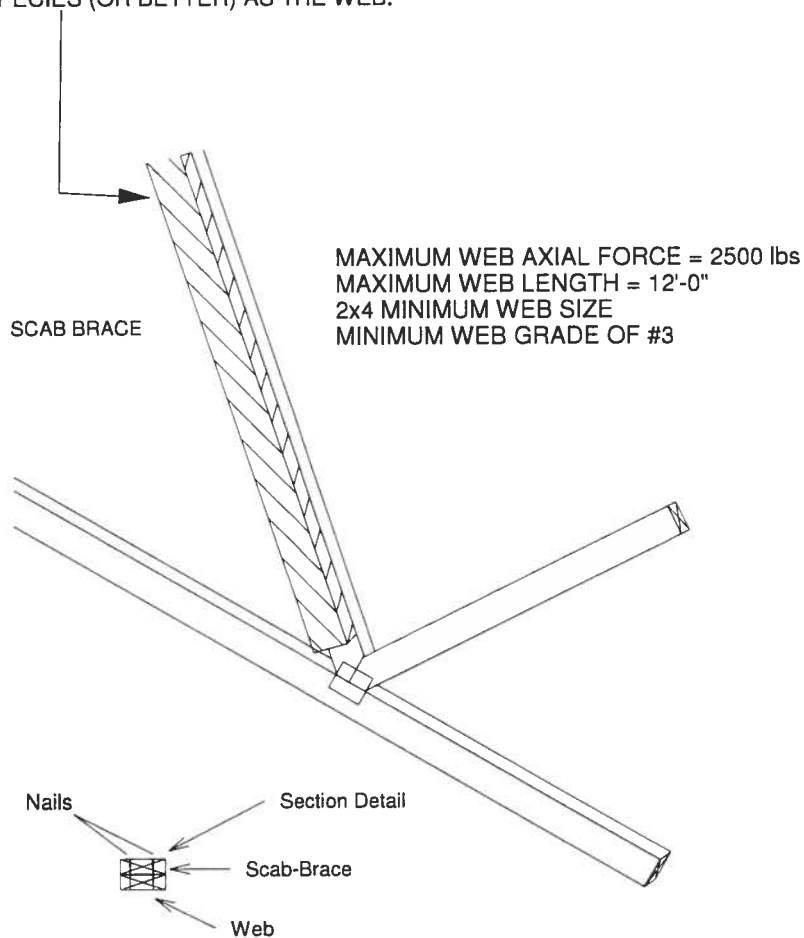 (OR BETTER) AS THE WEB.
MAXIMUM WEB AXIAL FORCE = 2500 lbs
MAXIMUM WEB LENGTH = 12'-0"
2x4 MINIMUM WEB SIZE
MINIMUM WEB GRADE OF #3
SCAB BRACE
Nails
Section Detail
Scab-Brace
Web